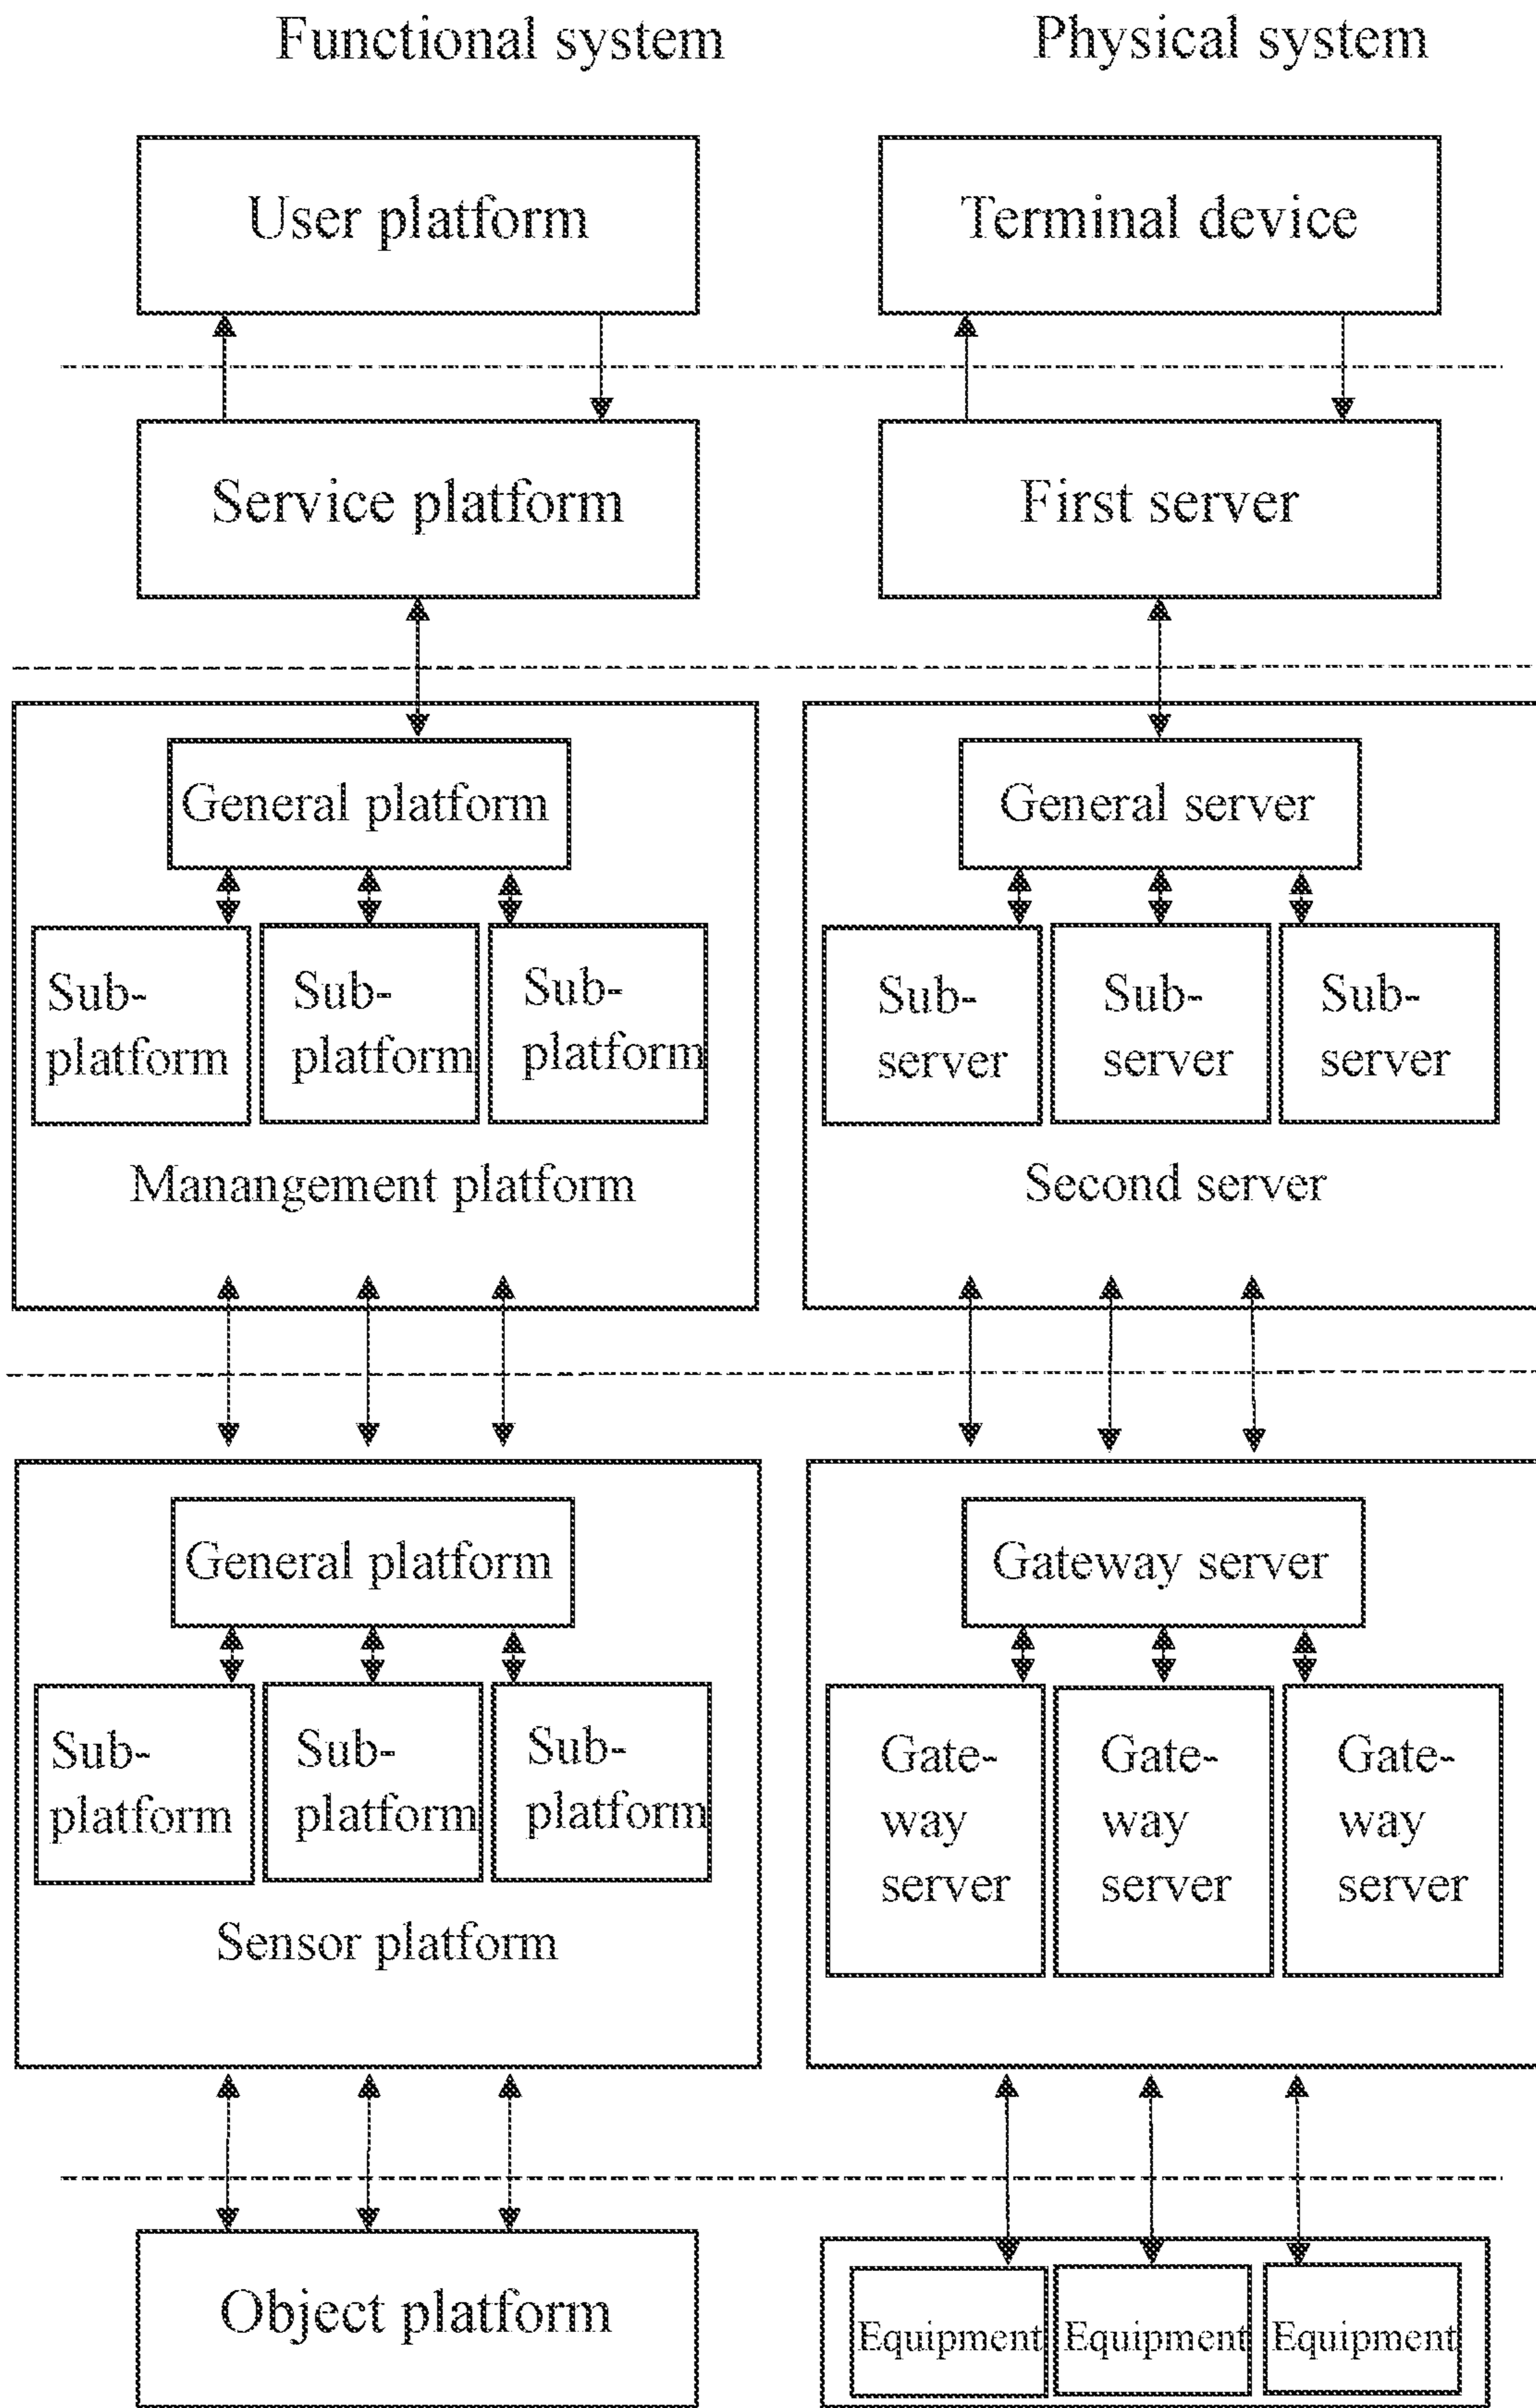 Functional system
Physical system
User platform
Terminal device
Service platform
First server
General platform
General server
Sub-
platform
Sub-
platform
Sub-
platform
Sub-
server
Sub-
server
Sub-
server
Manangement platform
Second server
General platform
Gateway server
Sub-
platform
Sub-
platform
Sub-
platform
Gate-
way
server
Gate-
way
server
Gate-
way
server
Sensor platform
Object platform
Equipment
Equipment
Equipment